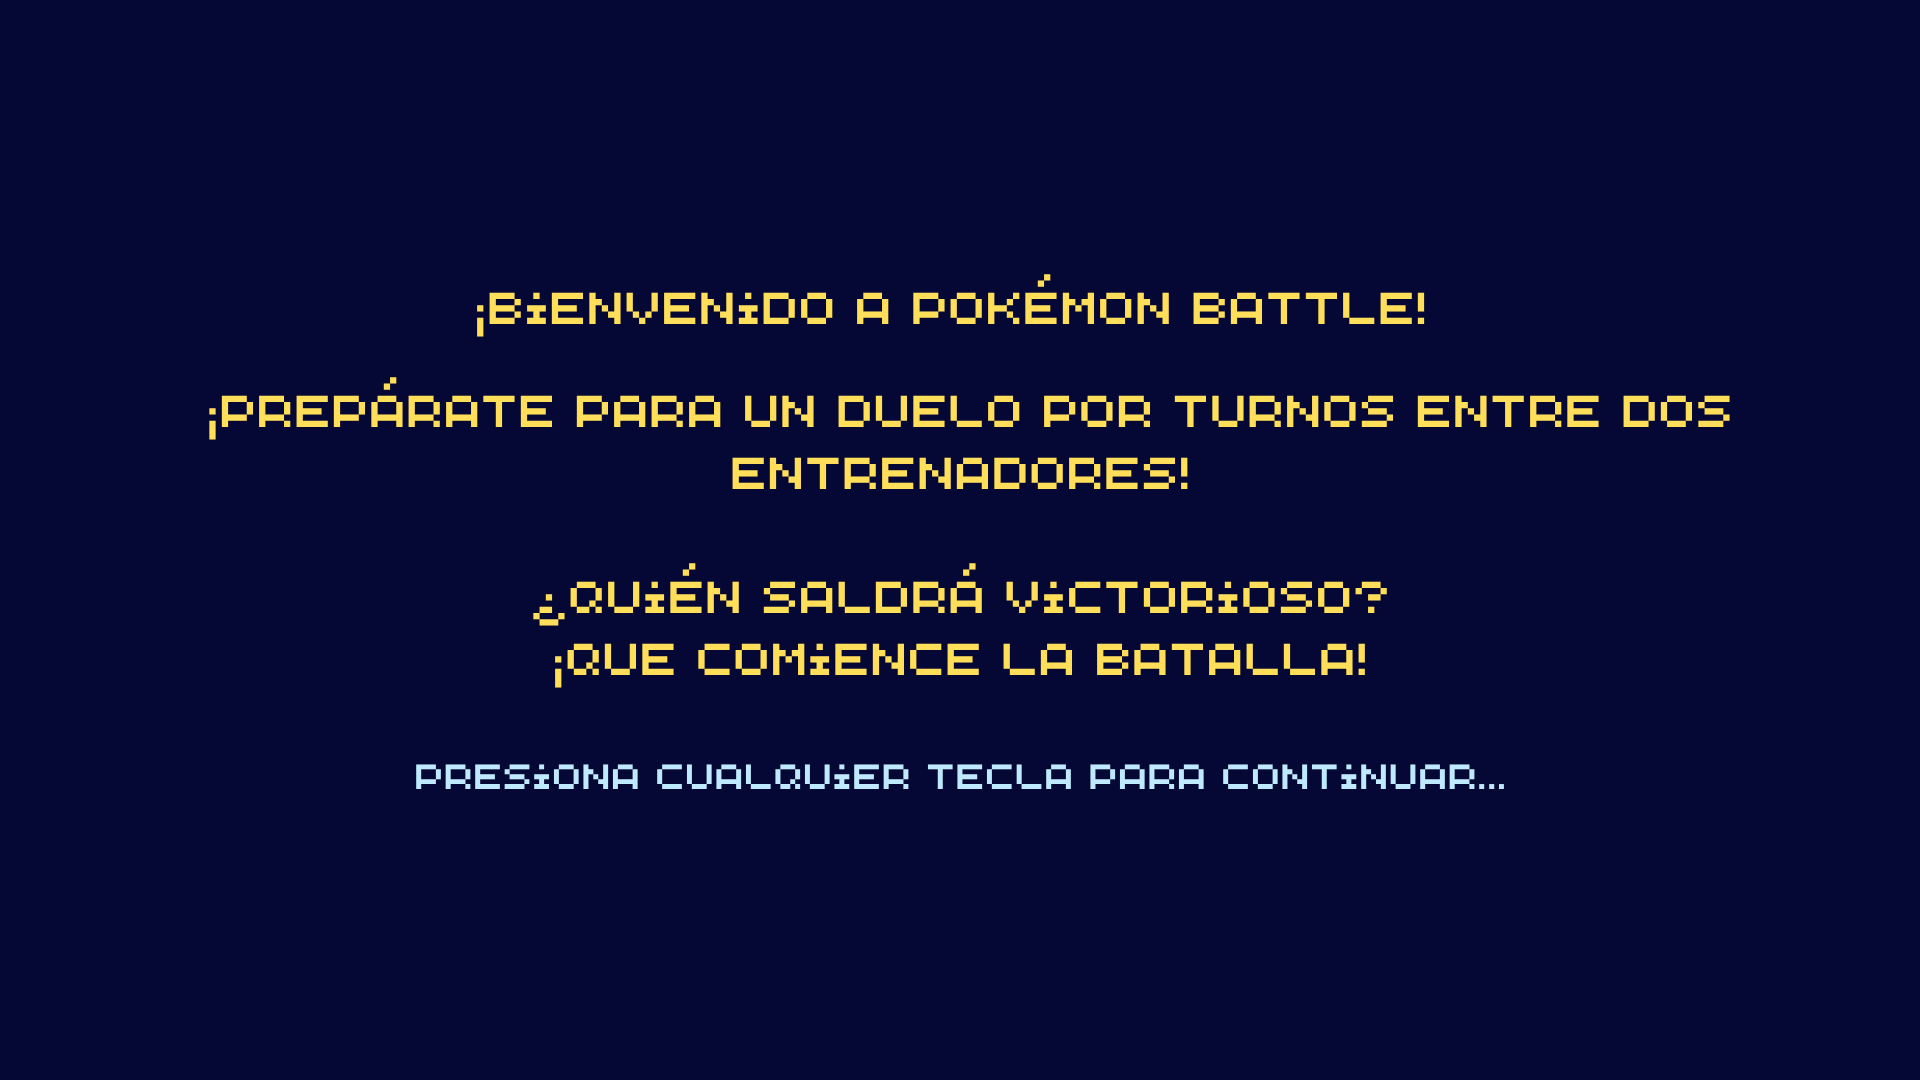 ¡BiENVENiDO A POKÉMON BATTLE!
¡PREPÁRATE PARA UN DUELO POR TURNOS ENTRE DOS
ENTRENADORES!
¿QUiÉN SALDRÁ ViCTORiOSO?
¡QUE COMiENCE LA BATALLA!
PRESiONA CUALQUiER TECLA PARA CONTiNUAR...